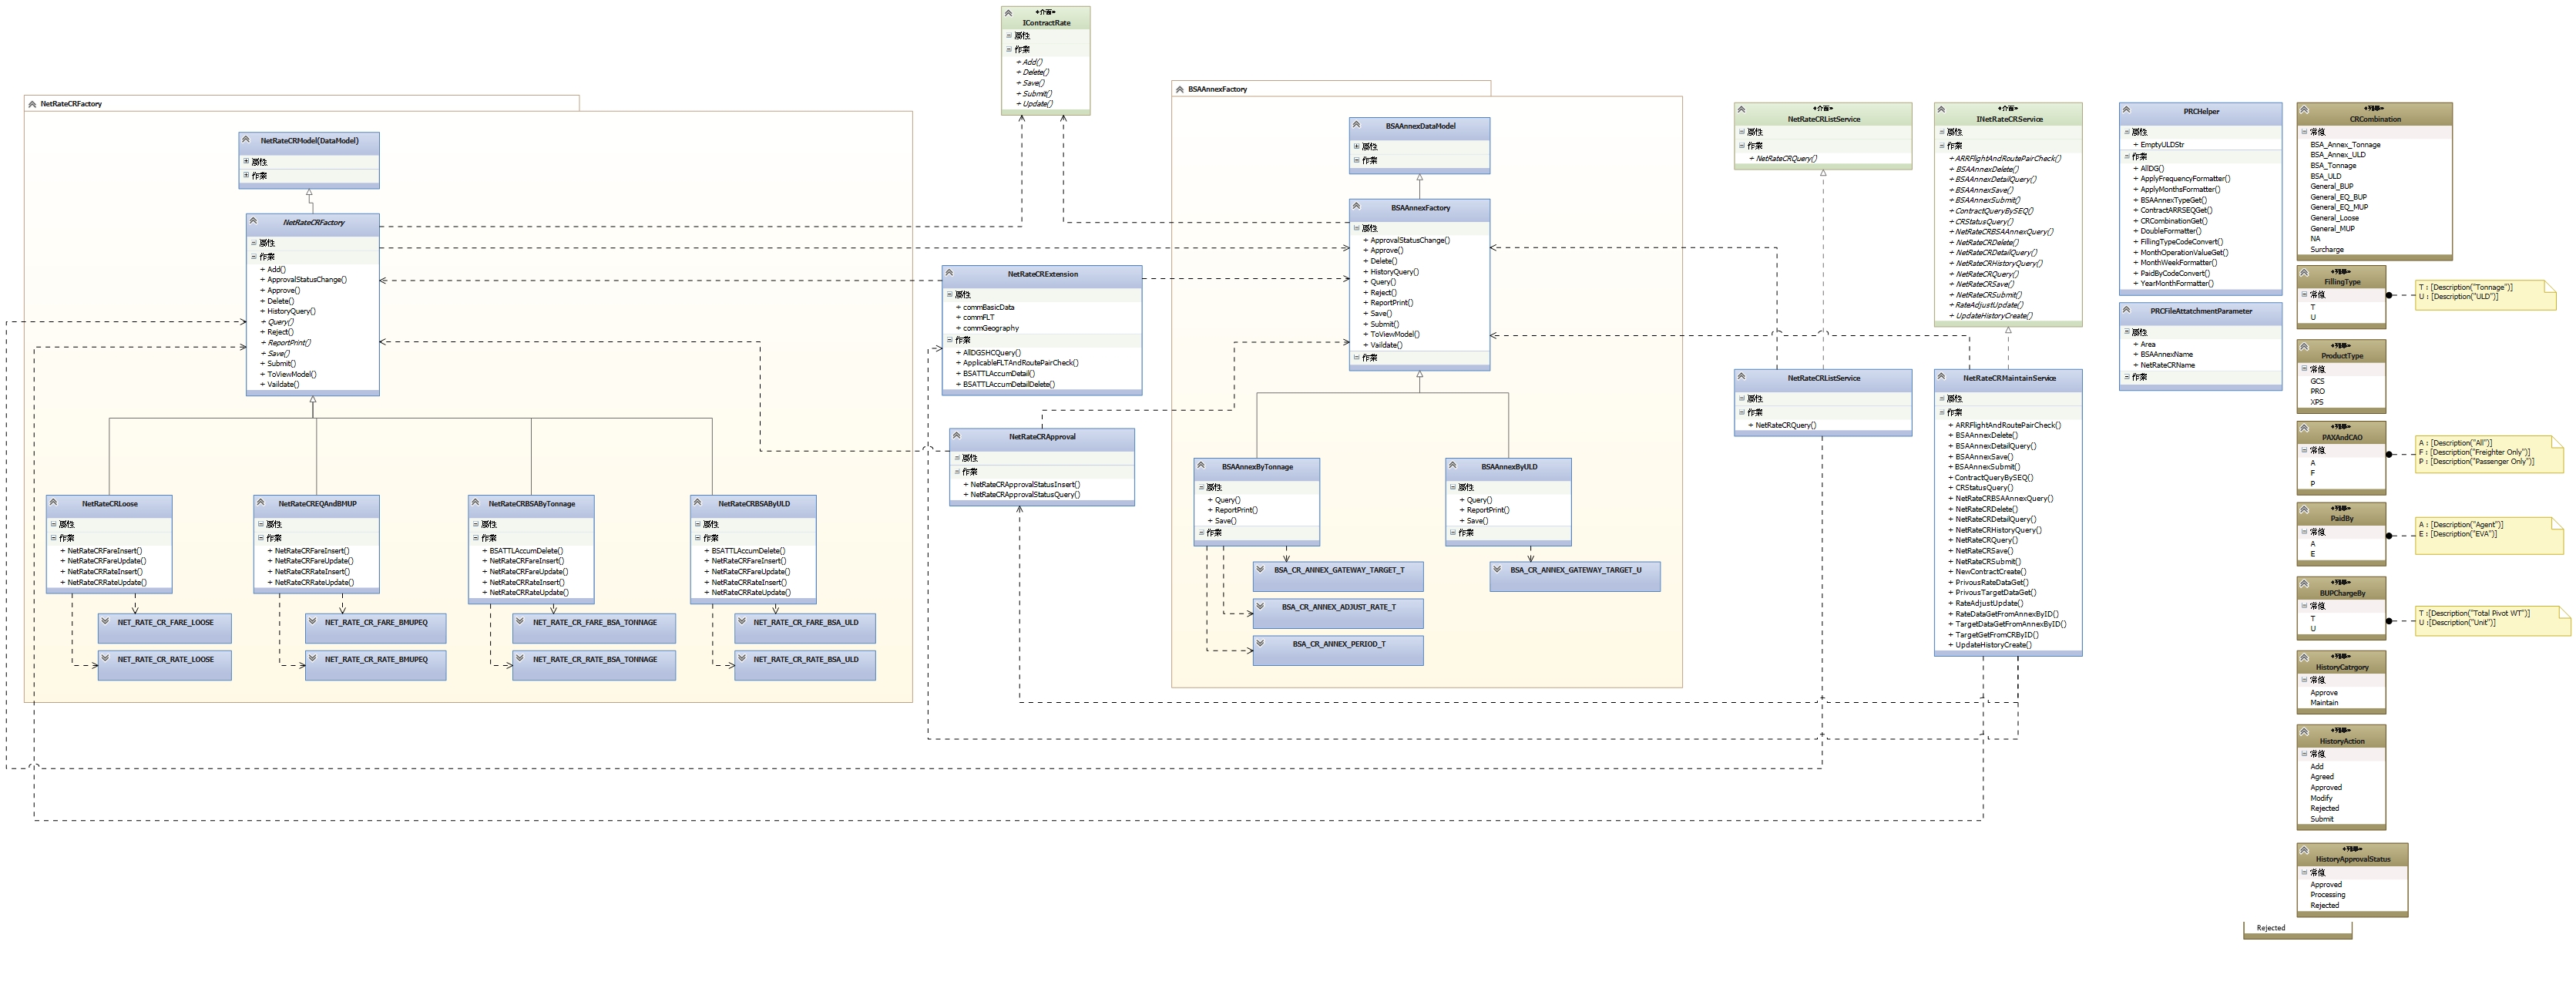 «介面»
IContractRate
屬性
作業
+ Add()
+ Delete()
+ Save()
+ Submit()
+ Update()
NetRateCRFactory
NetRateCRModel(DataModel)
屬性
作業
NetRateCRFactory
屬性
作業
+ Add()
+ ApprovalStatusChange()
+ Approve()
+ Delete()
+ HistoryQuery()
+ Query()
+ Reject()
+ ReportPrint()
+ Save()
+ Submit()
+ ToViewModel()
+ Vaildate()
NetRateCRLoose
屬性
作業
+ NetRateCRFareInsert()
+ NetRateCRFareUpdate()
+ NetRateCRRateInsert()
+ NetRateCRRateUpdate()
NET_RATE_CR_FARE_LOOSE
NET_RATE_CR_RATE_LOOSE
NetRateCREQAndBMUP
屬性
作業
+ NetRateCRFareInsert()
+ NetRateCRFareUpdate()
+ NetRateCRRateInsert()
+ NetRateCRRateUpdate()
NET_RATE_CR_FARE_BMUPEQ
NET_RATE_CR_RATE_BMUPEQ
NetRateCRBSAByTonnage
屬性
作業
+ BSATTLAccumDelete()
+ NetRateCRFareInsert()
+ NetRateCRFareUpdate()
+ NetRateCRRateInsert()
+ NetRateCRRateUpdate()
NET_RATE_CR_FARE_BSA_TONNAGE
NET_RATE_CR_RATE_BSA_TONNAGE
NetRateCRBSAByULD
屬性
作業
+ BSATTLAccumDelete()
+ NetRateCRFareInsert()
+ NetRateCRFareUpdate()
+ NetRateCRRateInsert()
+ NetRateCRRateUpdate()
NET_RATE_CR_FARE_BSA_ULD
NET_RATE_CR_RATE_BSA_ULD
NetRateCRExtension
屬性
+ commBasicData
+ commFLT
+ commGeography
作業
+ AllDGSHCQuery()
+ ApplicableFLTAndRoutePairCheck()
+ BSATTLAccumDetail()
+ BSATTLAccumDetailDelete()
NetRateCRApproval
屬性
作業
+ NetRateCRApprovalStatusInsert()
+ NetRateCRApprovalStatusQuery()
BSAAnnexFactory
BSAAnnexDataModel
屬性
作業
BSAAnnexFactory
屬性
+ ApprovalStatusChange()
+ Approve()
+ Delete()
+ HistoryQuery()
+ Query()
+ Reject()
+ ReportPrint()
+ Save()
+ Submit()
+ ToViewModel()
+ Vaildate()
作業
BSAAnnexByTonnage
屬性
+ Query()
+ ReportPrint()
+ Save()
作業
BSA_CR_ANNEX_GATEWAY_TARGET_T
BSA_CR_ANNEX_ADJUST_RATE_T
BSA_CR_ANNEX_PERIOD_T
BSAAnnexByULD
屬性
+ Query()
+ ReportPrint()
+ Save()
作業
BSA_CR_ANNEX_GATEWAY_TARGET_U
«介面»
NetRateCRListService
屬性
作業
+ NetRateCRQuery()
NetRateCRListService
屬性
作業
+ NetRateCRQuery()
«介面»
INetRateCRService
屬性
作業
+ ARRFlightAndRoutePairCheck()
+ BSAAnnexDelete()
+ BSAAnnexDetailQuery()
+ BSAAnnexSave()
+ BSAAnnexSubmit()
+ ContractQueryBySEQ()
+ CRStatusQuery()
+ NetRateCRBSAAnnexQuery()
+ NetRateCRDelete()
+ NetRateCRDetailQuery()
+ NetRateCRHistoryQuery()
+ NetRateCRQuery()
+ NetRateCRSave()
+ NetRateCRSubmit()
+ RateAdjustUpdate()
+ UpdateHistoryCreate()
NetRateCRMaintainService
屬性
作業
+ ARRFlightAndRoutePairCheck()
+ BSAAnnexDelete()
+ BSAAnnexDetailQuery()
+ BSAAnnexSave()
+ BSAAnnexSubmit()
+ ContractQueryBySEQ()
+ CRStatusQuery()
+ NetRateCRBSAAnnexQuery()
+ NetRateCRDelete()
+ NetRateCRDetailQuery()
+ NetRateCRHistoryQuery()
+ NetRateCRQuery()
+ NetRateCRSave()
+ NetRateCRSubmit()
+ NewContractCreate()
+ PrivousRateDataGet()
+ PrivousTargetDataGet()
+ RateAdjustUpdate()
+ RateDataGetFromAnnexByID()
+ TargetDataGetFromAnnexByID()
+ TargetGetFromCRByID()
+ UpdateHistoryCreate()
PRCHelper
屬性
+ EmptyULDStr
作業
+ AllDG()
+ ApplyFrequencyFormatter()
+ ApplyMonthsFormatter()
+ BSAAnnexTypeGet()
+ ContractARRSEQGet()
+ CRCombinationGet()
+ DoubleFormatter()
+ FillingTypeCodeConvert()
+ MonthOperationValueGet()
+ MonthWeekFormatter()
+ PaidByCodeConvert()
+ YearMonthFormatter()
PRCFileAttatchmentParameter
屬性
+ Area
+ BSAAnnexName
+ NetRateCRName
作業
«列舉»
CRCombination
常值
BSA_Annex_Tonnage
BSA_Annex_ULD
BSA_Tonnage
BSA_ULD
General_BUP
General_EQ_BUP
General_EQ_MUP
General_Loose
General_MUP
NA
Surcharge
«列舉»
FillingType
常值
T
U
T : [Description("Tonnage")]
U : [Description("ULD")]
«列舉»
ProductType
常值
GCS
PRO
XPS
«列舉»
PAXAndCAO
常值
A
F
P
A : [Description("All")]
F : [Description("Freighter Only")]
P : [Description("Passenger Only")]
«列舉»
PaidBy
常值
A
E
A : [Description("Agent")]
E : [Description("EVA")]
«列舉»
BUPChargeBy
常值
T
U
T :[Description("Total Pivot WT")]
U :[Description("Unit")]
«列舉»
HistoryCatrgory
常值
Approve
Maintain
«列舉»
HistoryAction
常值
Add
Agreed
Approved
Modify
Rejected
Submit
«列舉»
HistoryApprovalStatus
常值
Approved
Processing
Rejected
Rejected